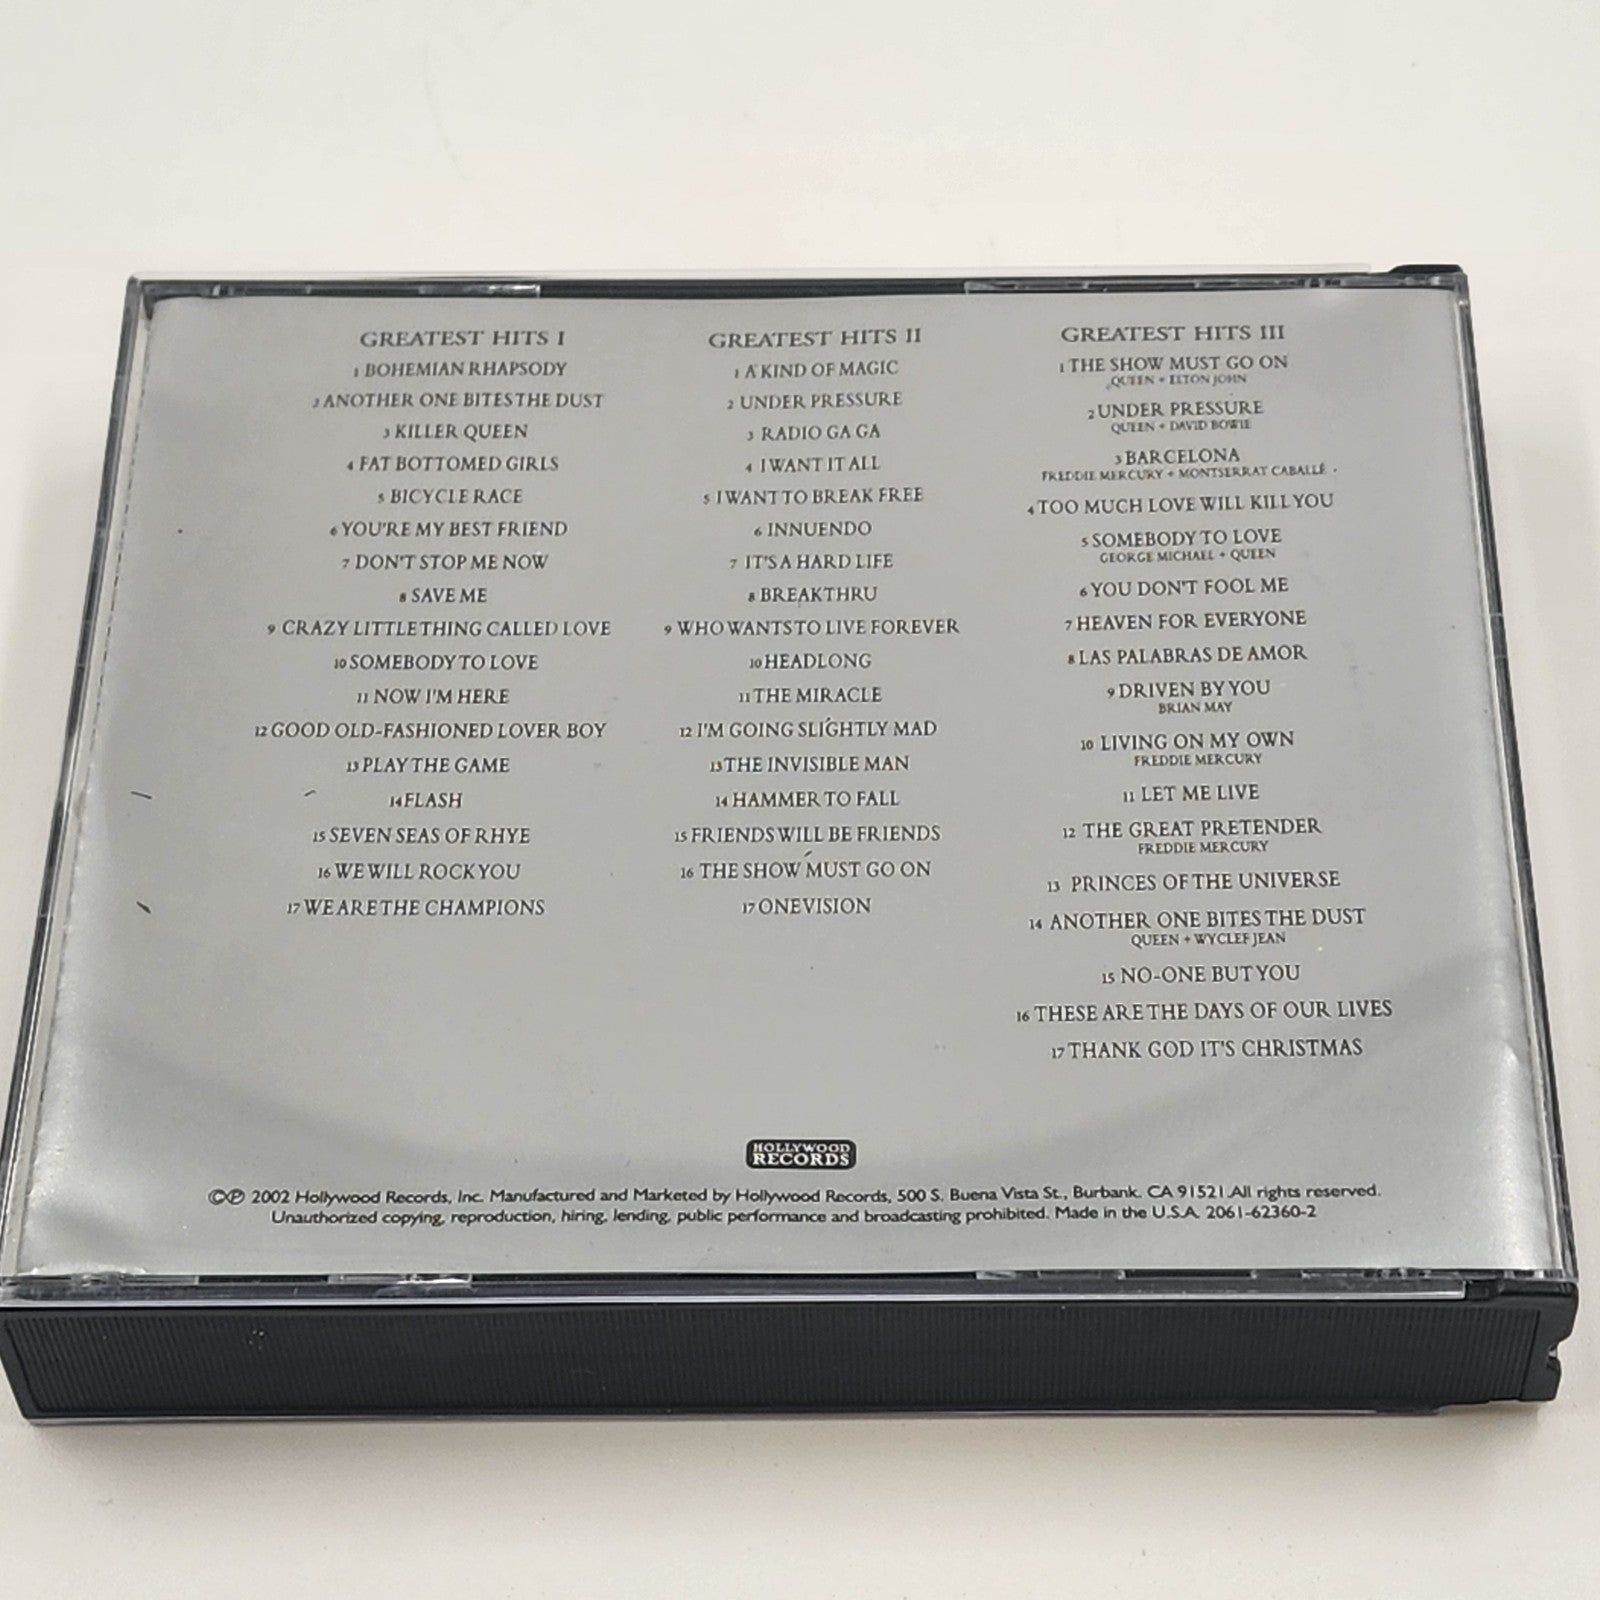 GREATEST HITS I
1 BOHEMIAN RHAPSODY
2 ANOTHER ONE BITES THE DUST
3 KILLER QUEEN
4 FAT BOTTOMED GIRLS
5 BICYCLE RACE
6 YOU'RE MY BEST FRIEND
7 DON'T STOP ME NOW
8 SAVE ME
9 CRAZY LITTLE THING CALLED LOVE
10 SOMEBODY TO LOVE
11 NOW I'M HERE
12 GOOD OLD-FASHIONED LOVER BOY
13 PLAY THE GAME
14 FLASH
15 SEVEN SEAS OF RHYE
16 WE WILL ROCK YOU
17 WE ARE THE CHAMPIONS
GREATEST HITS II
1 A KIND OF MAGIC
2 UNDER PRESSURE
3 RADIO GA GA
4 I WANT IT ALL
5 I WANT TO BREAK FREE
6 INNUENDO
7 IT'S A HARD LIFE
8 BREAKTHRU
9 WHO WANTS TO LIVE FOREVER
10 HEADLONG
11 THE MIRACLE
12 I'M GOING SLIGHTLY MAD
13 THE INVISIBLE MAN
14 HAMMER TO FALL
15 FRIENDS WILL BE FRIENDS
16 THE SHOW MUST GO ON
17 ONE VISION
GREATEST HITS III
1 THE SHOW MUST GO ON
QUEEN + ELTON JOHN
2 UNDER PRESSURE
QUEEN + DAVID BOWIE
3 BARCELONA
FREDDIE MERCURY + MONTSERRAT CABALLÉ
4 TOO MUCH LOVE WILL KILL YOU
5 SOMEBODY TO LOVE
GEORGE MICHAEL + QUEEN
6 YOU DON'T FOOL ME
7 HEAVEN FOR EVERYONE
8 LAS PALABRAS DE AMOR
9 DRIVEN BY YOU
BRIAN MAY
10 LIVING ON MY OWN
FREDDIE MERCURY
11 LET ME LIVE
12 THE GREAT PRETENDER
FREDDIE MERCURY
13 PRINCES OF THE UNIVERSE
14 ANOTHER ONE BITES THE DUST
QUEEN + WYCLEF JEAN
15 NO-ONE BUT YOU
16 THESE ARE THE DAYS OF OUR LIVES
17 THANK GOD IT'S CHRISTMAS
HOLLYWOOD
RECORDS
©℗ 2002 Hollywood Records, Inc. Manufactured and Marketed by Hollywood Records, 500 S. Buena Vista St., Burbank. CA 91521. All rights reserved.
Unauthorized copying, reproduction, hiring, lending, public performance and broadcasting prohibited. Made in the U.S.A. 2061-62360-2